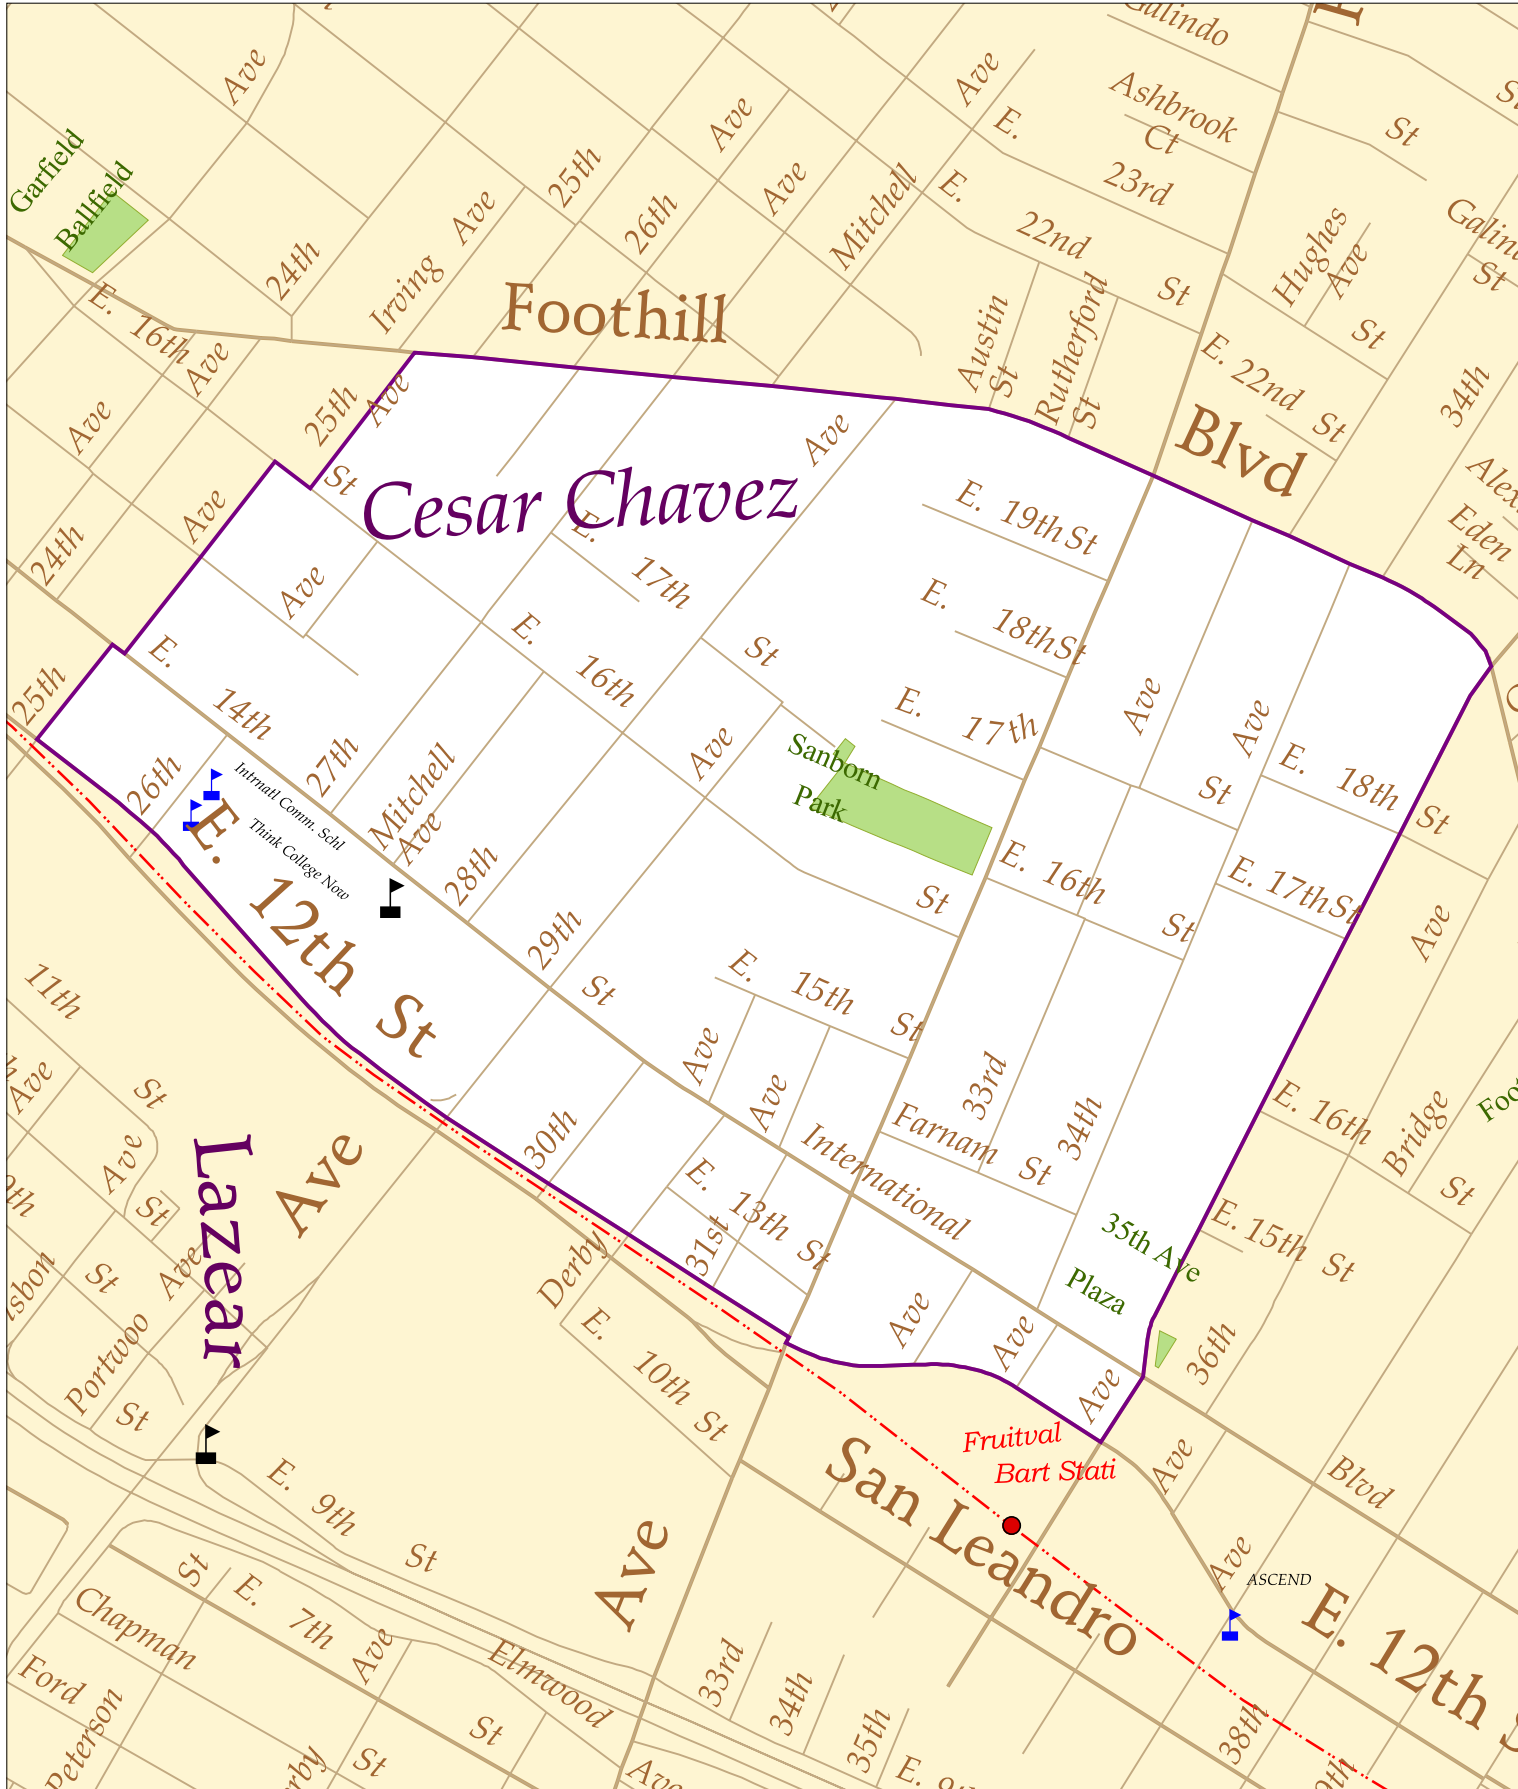 Galindo
Ave
Ave
Ashbrook
Ct
St
E.
23rd
Garfield
Ballfield
Ave
25th
Ave
26th
Ave
Mitchell
E.
22nd
St
Hughes
Ave
St
St
24th
Irving
Ave
Foothill
Austin
St
Rutherford
St
E. 22nd St
34th
E. 16th
Ave
Ave
25th
Ave
St
Blvd
Eden
Ln
Cesar Chavez
Ave
E. 19th St
24th
Ave
Ave
E.
17th
St
E.
18th St
E.
16th
E.
17th
St
Ave
Ave
25th
E.
14th
26th
27th
Mitchell
Ave
28th
29th
Ave
Sanborn
Park
St
E. 18th
St
Intrnatl Comm. Schl
Think College Now
E. 12th St
E. 16th
St
E. 17th St
Ave
St
E. 15th
St
11th
St
Ave
Ave
St
Ave
Ave
33rd
34th
Farnam St
E. 16th
St
Bridge
International
30th
E. 13th St
31st
Derby
35th Ave
Plaza
E. 15th
St
36th
Lazear
Ave
St
Ave
Portwoo
St
Ave
Ave
Ave
E.
10th St
Fruitval
Bart Stati
San Leandro
Ave
Blvd
Ave
ASCEND
E. 12th
E. 9th
St
Ave
St
E.
7th
Ave
Chapman
Ford
Peterson
Elmwood
St
St
33rd
34th
35th
38th
Ave
E.